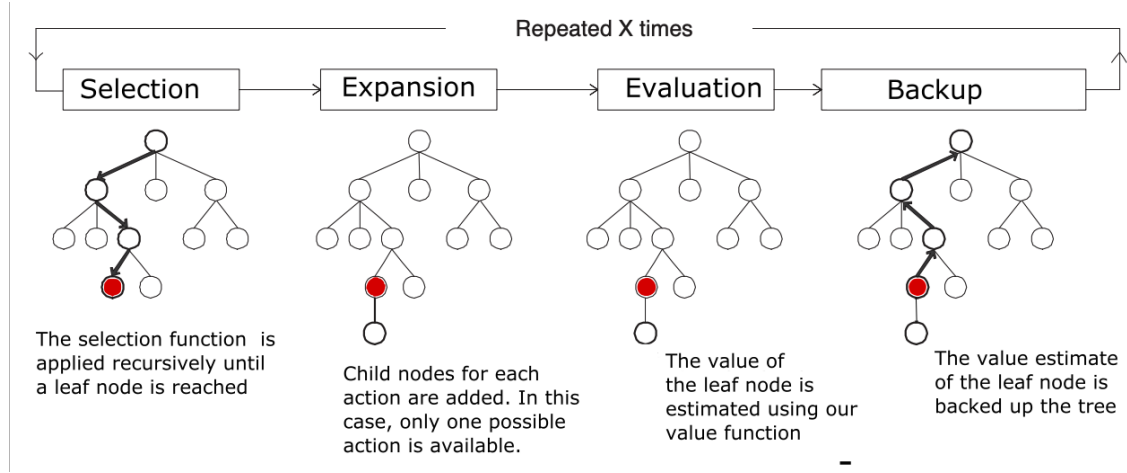 Repeated X times
Selection
Expansion
Evaluation
Backup
The selection function is
applied recursively until
a leaf node is reached
Child nodes for each
action are added. In this
case, only one possible
action is available.
The value of
the leaf node is
estimated using our
value function
The value estimate
of the leaf node is
backed up the tree